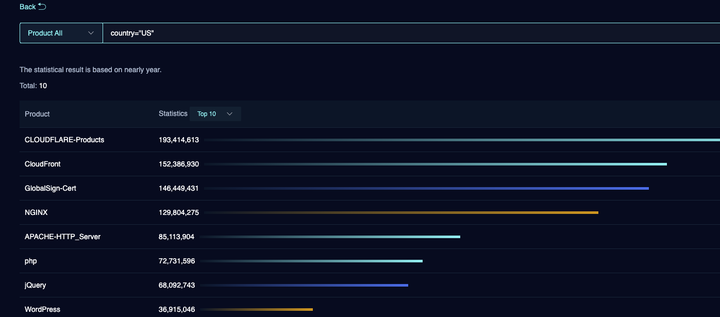 Back
Product All country="US"
The statistical result is based on nearly year.
Total: 10
Product Statistics Top 10
CLOUDFLARE-Products 193,414,613
CloudFront 152,386,930
GlobalSign-Cert 146,449,431
NGINX 129,804,275
APACHE-HTTP_Server 85,113,904
php 72,731,596
jQuery 68,092,743
WordPress 36,915,046